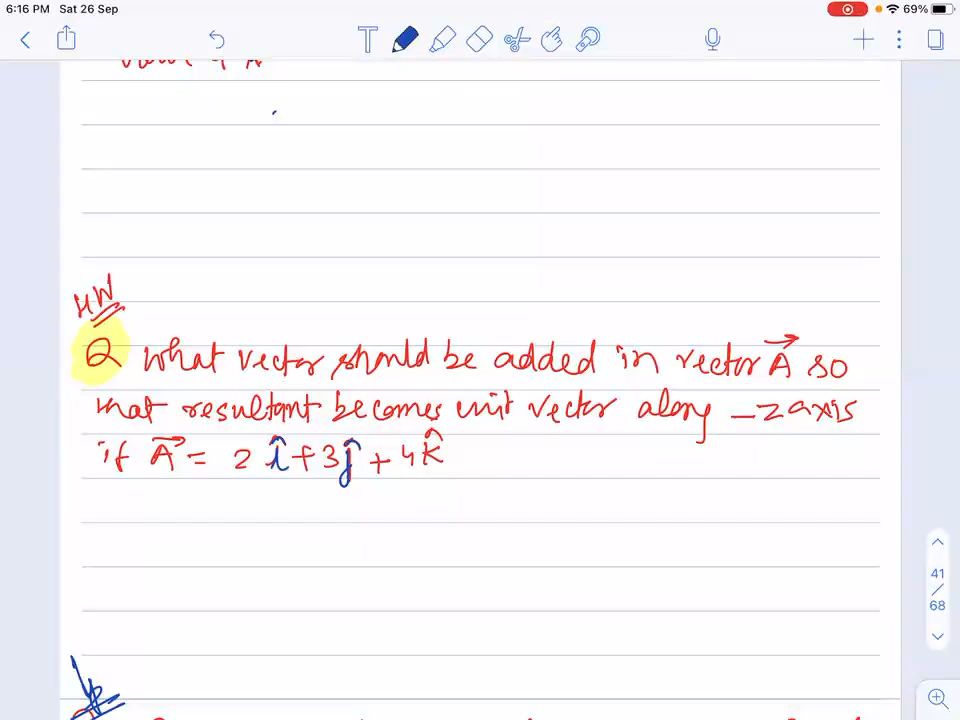 6:16 PM Sat 26 Sep 69%
T
HW
Q What vector should be added in vector A⃗ so
that resultant becomes unit vector along -z axis
if A⃗ = 2 î + 3 ĵ + 4 k̂
41
/
68